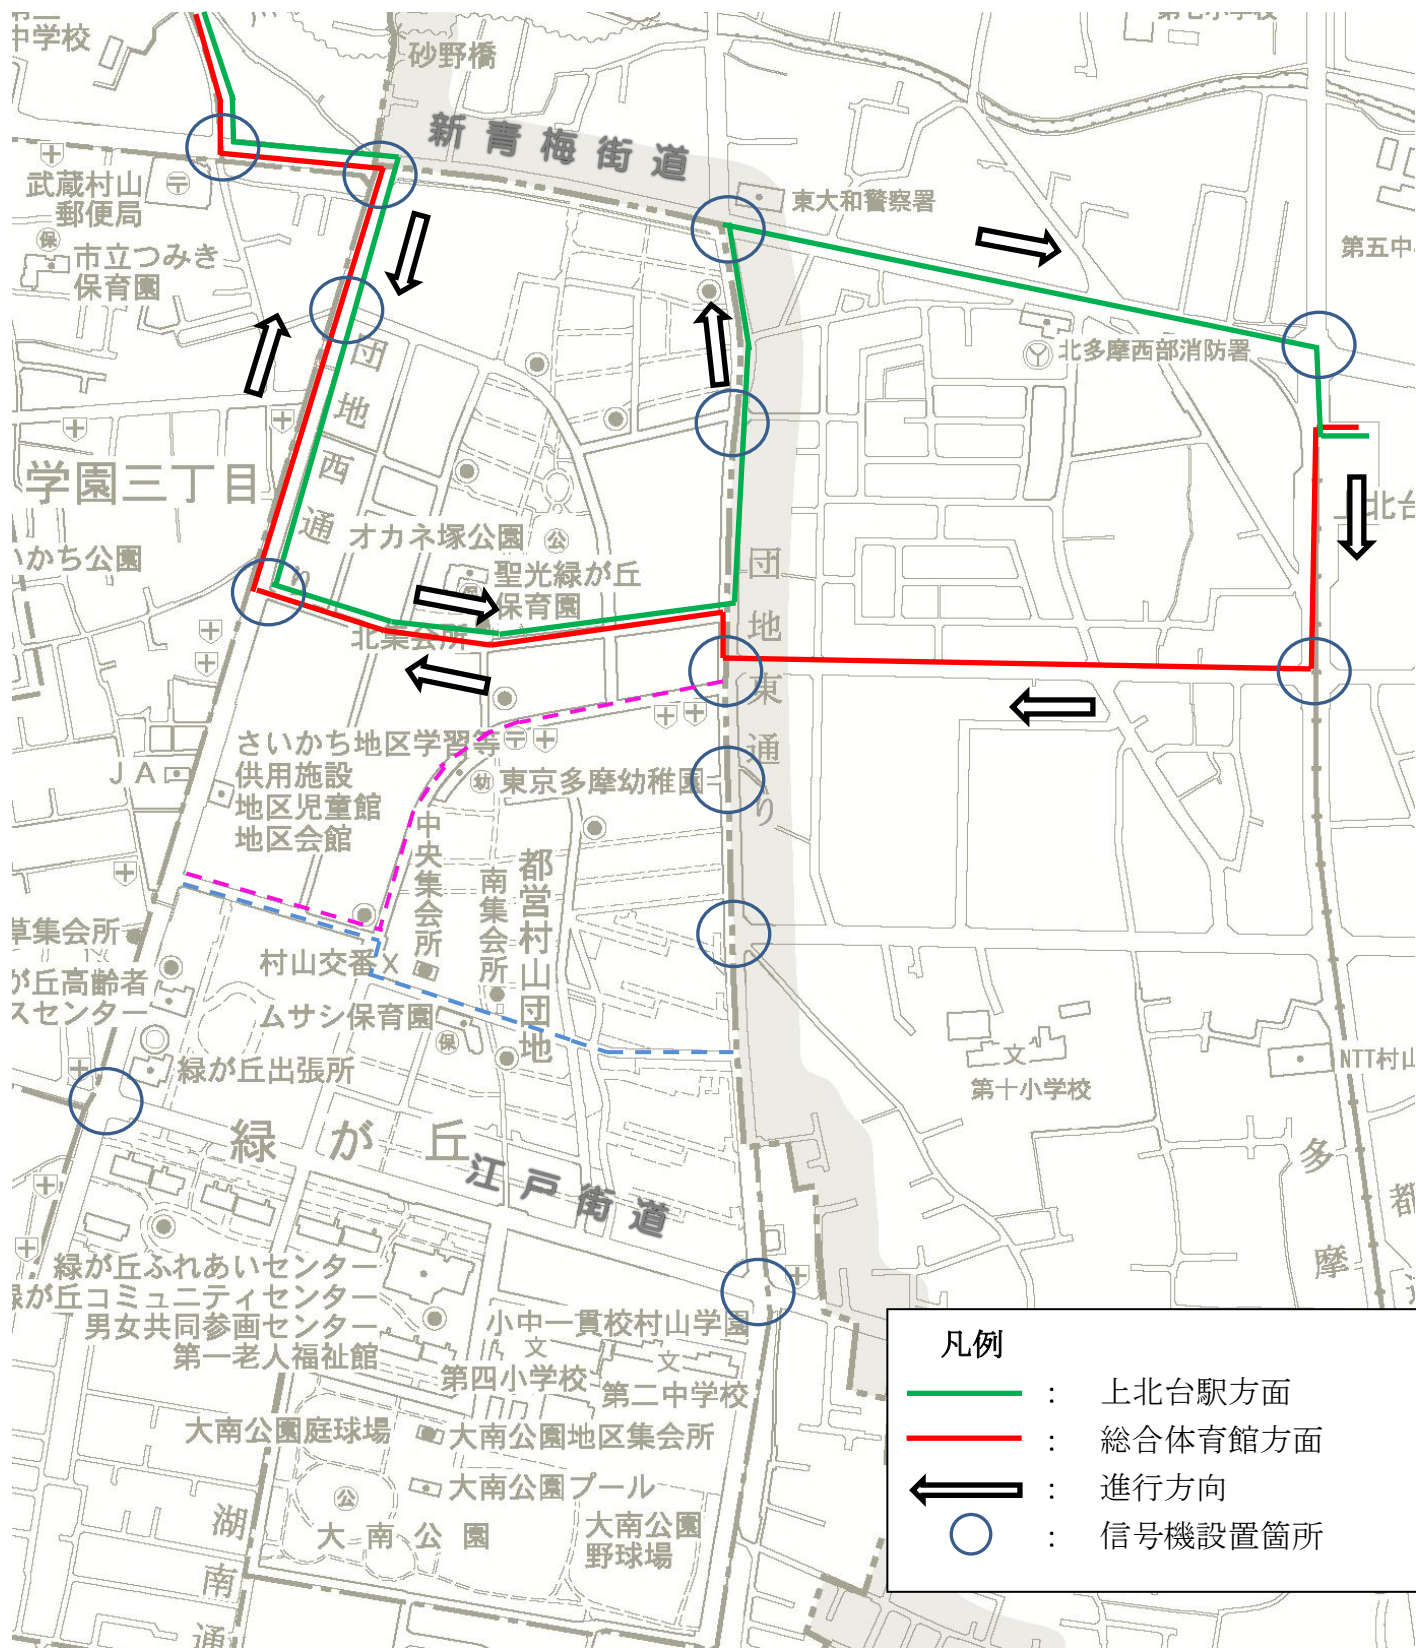 中学校
砂野橋
新青梅街道
武蔵村山
郵便局
東大和警察署
保
市立つみき
保育園
第五中
北多摩西部消防署
団地西通り
学園三丁目
上北台
オカネ塚公園
公
いかち公園
聖光緑が丘
保育園
北集会所
団地東通り
さいかち地区学習等
供用施設
地区児童館
地区会館
JA
幼
東京多摩幼稚園
中央集会所
南集会所
都営村山団地
草集会所
村山交番X
が丘高齢者
スセンター
ムサシ保育園
保
緑が丘出張所
文
第十小学校
NTT村山
緑が丘
江戸街道
多摩都
緑が丘ふれあいセンター
緑が丘コミュニティセンター
男女共同参画センター
第一老人福祉館
小中一貫校村山学園
文
文
第四小学校
第二中学校
大南公園庭球場
大南公園地区集会所
大南公園プール
公
大南公園
大南公園
野球場
湖南通
凡例
: 上北台駅方面
: 総合体育館方面
: 進行方向
: 信号機設置箇所